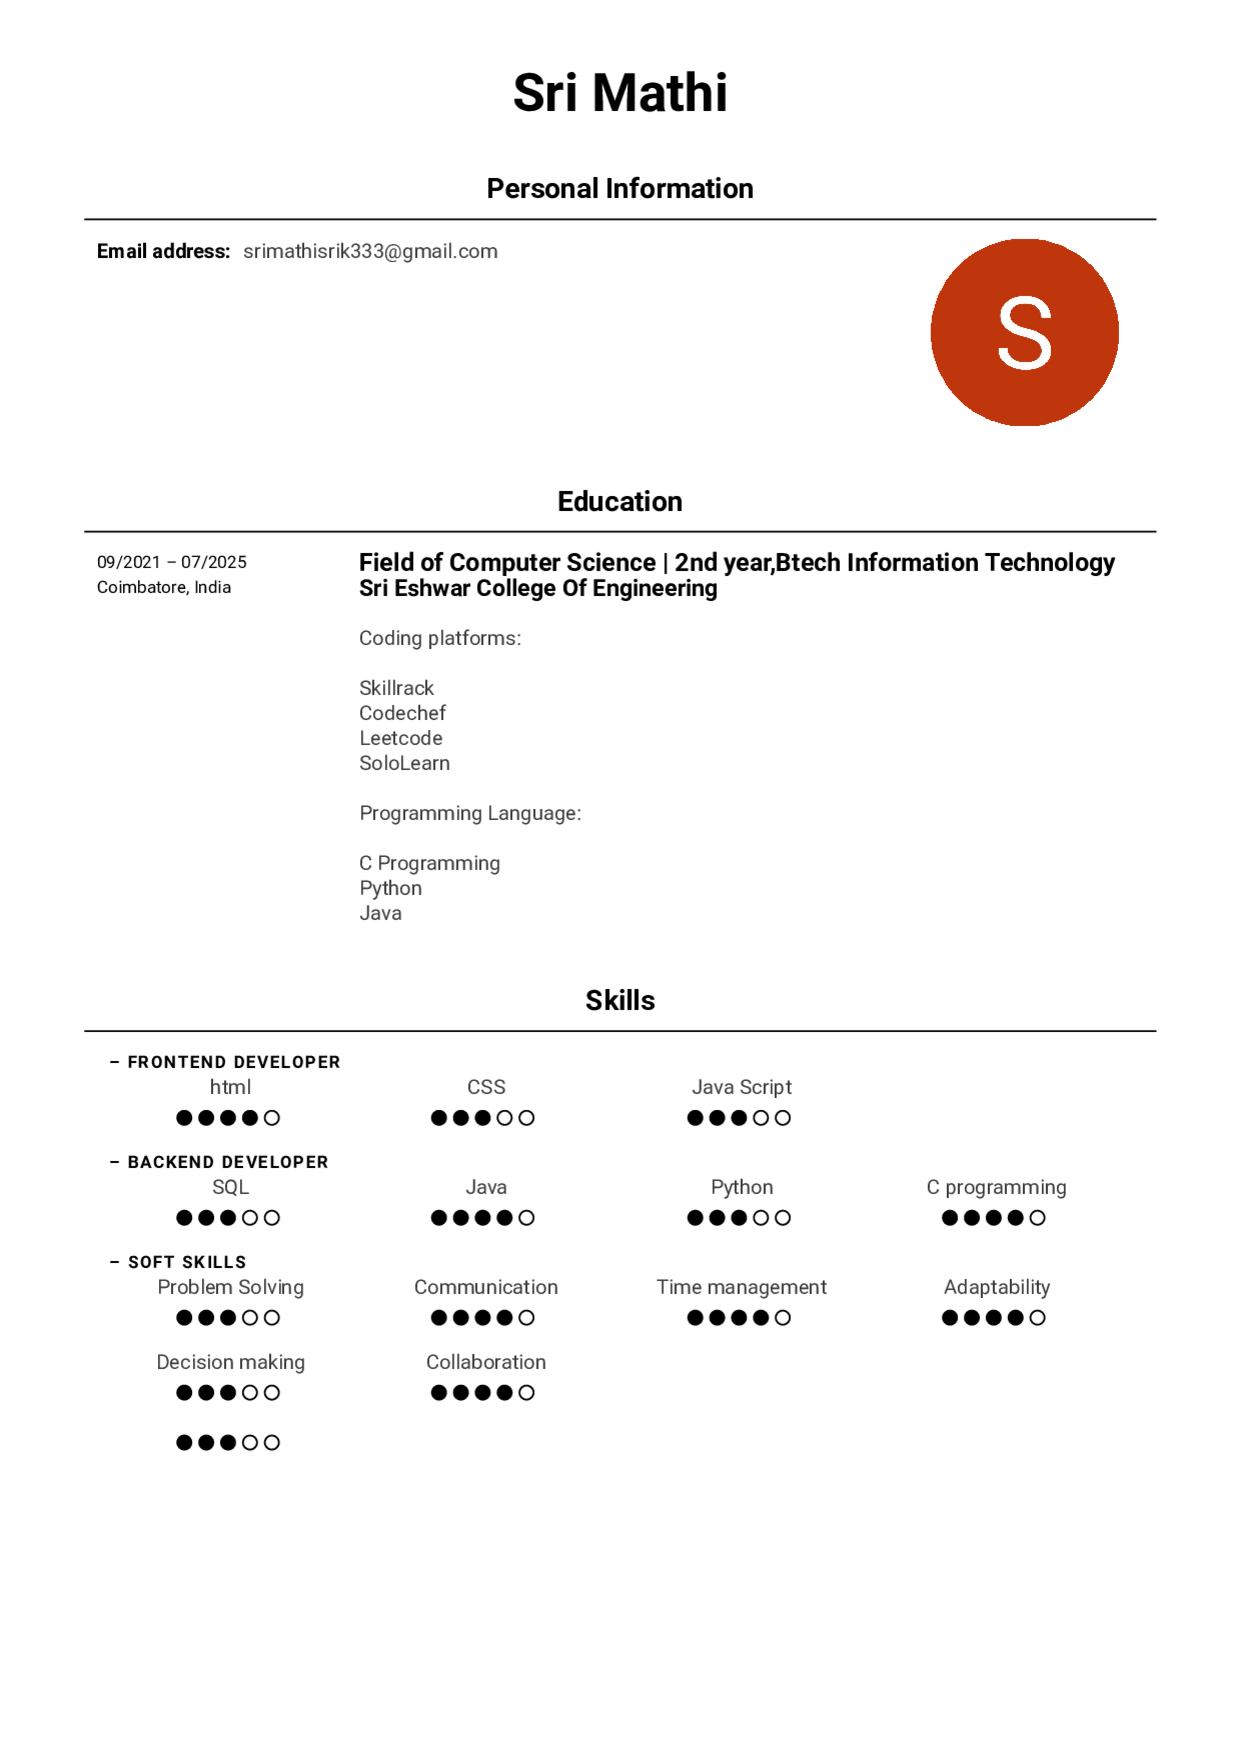 Sri Mathi
Personal Information
Email address: srimathisrik333@gmail.com
S
Education
09/2021 – 07/2025
Coimbatore, India
Field of Computer Science | 2nd year,Btech Information Technology
Sri Eshwar College Of Engineering
Coding platforms:
Skillrack
Codechef
Leetcode
SoloLearn
Programming Language:
C Programming
Python
Java
Skills
– FRONTEND DEVELOPER
html CSS Java Script
– BACKEND DEVELOPER
SQL Java Python C programming
– SOFT SKILLS
Problem Solving Communication Time management Adaptability
Decision making Collaboration